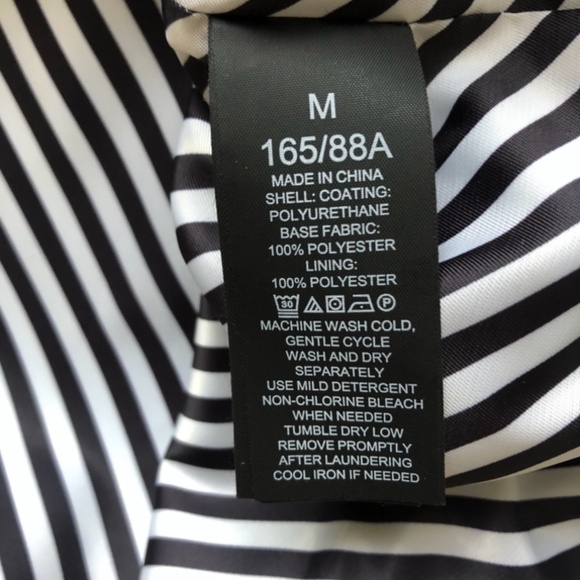 M
165/88A
MADE IN CHINA
SHELL: COATING:
POLYURETHANE
BASE FABRIC:
100% POLYESTER
LINING:
100% POLYESTER
30
MACHINE WASH COLD,
GENTLE CYCLE
WASH AND DRY
SEPARATELY
USE MILD DETERGENT
NON-CHLORINE BLEACH
WHEN NEEDED
TUMBLE DRY LOW
REMOVE PROMPTLY
AFTER LAUNDERING
COOL IRON IF NEEDED